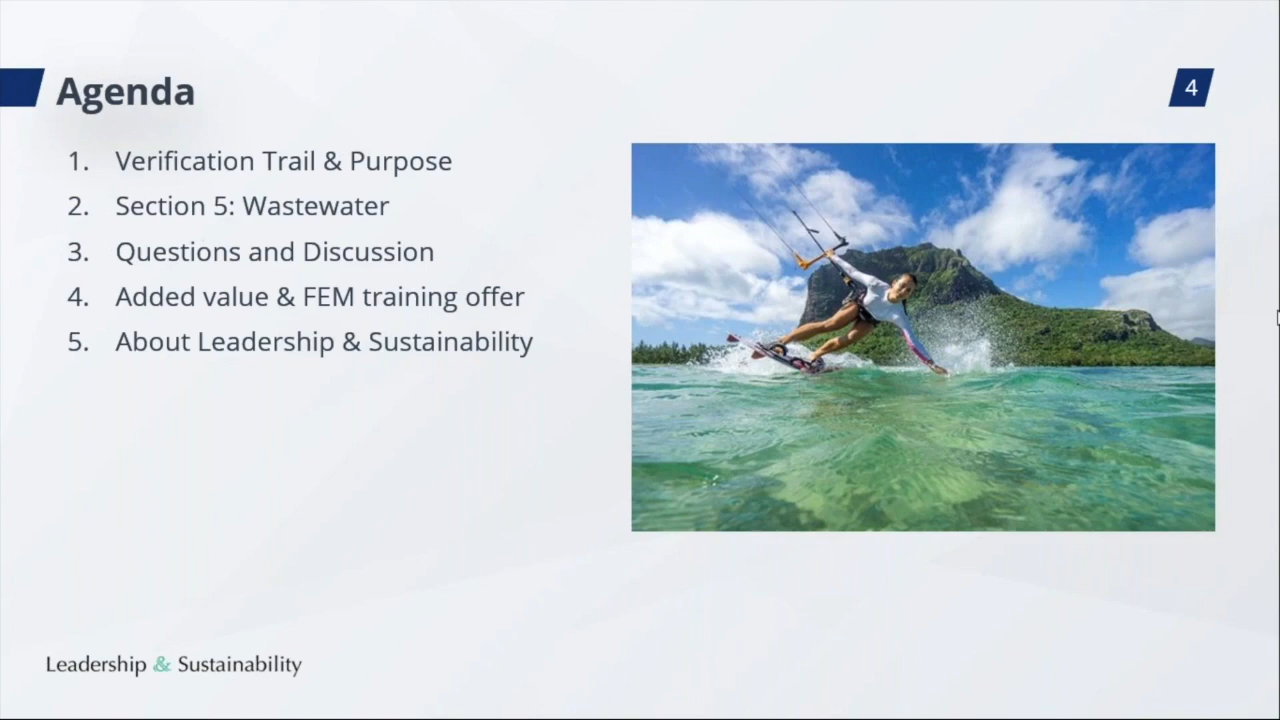 Agenda
4
1. Verification Trail & Purpose
2. Section 5: Wastewater
3. Questions and Discussion
4. Added value & FEM training offer
5. About Leadership & Sustainability
Leadership & Sustainability